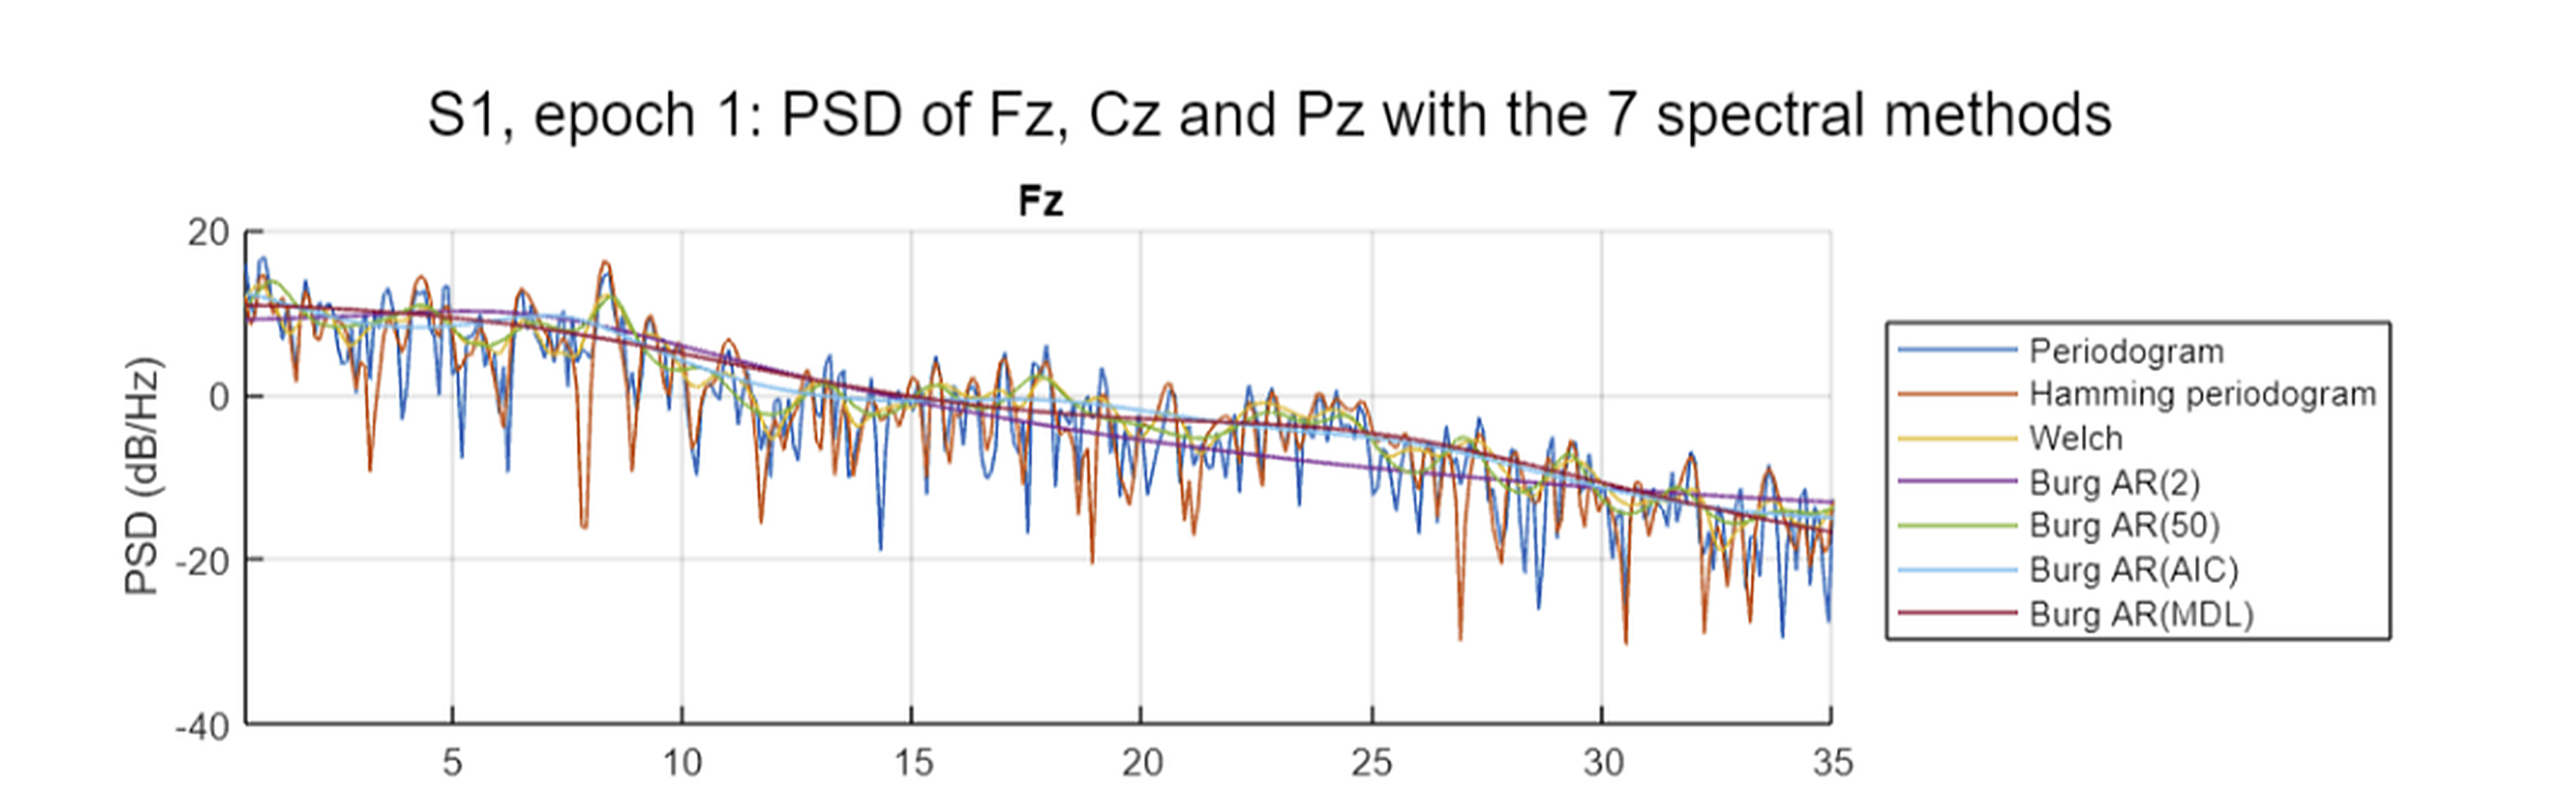 S1, epoch 1: PSD of Fz, Cz and Pz with the 7 spectral methods
Fz
PSD (dB/Hz)
20
0
-20
-40
5 10 15 20 25 30 35
Periodogram
Hamming periodogram
Welch
Burg AR(2)
Burg AR(50)
Burg AR(AIC)
Burg AR(MDL)